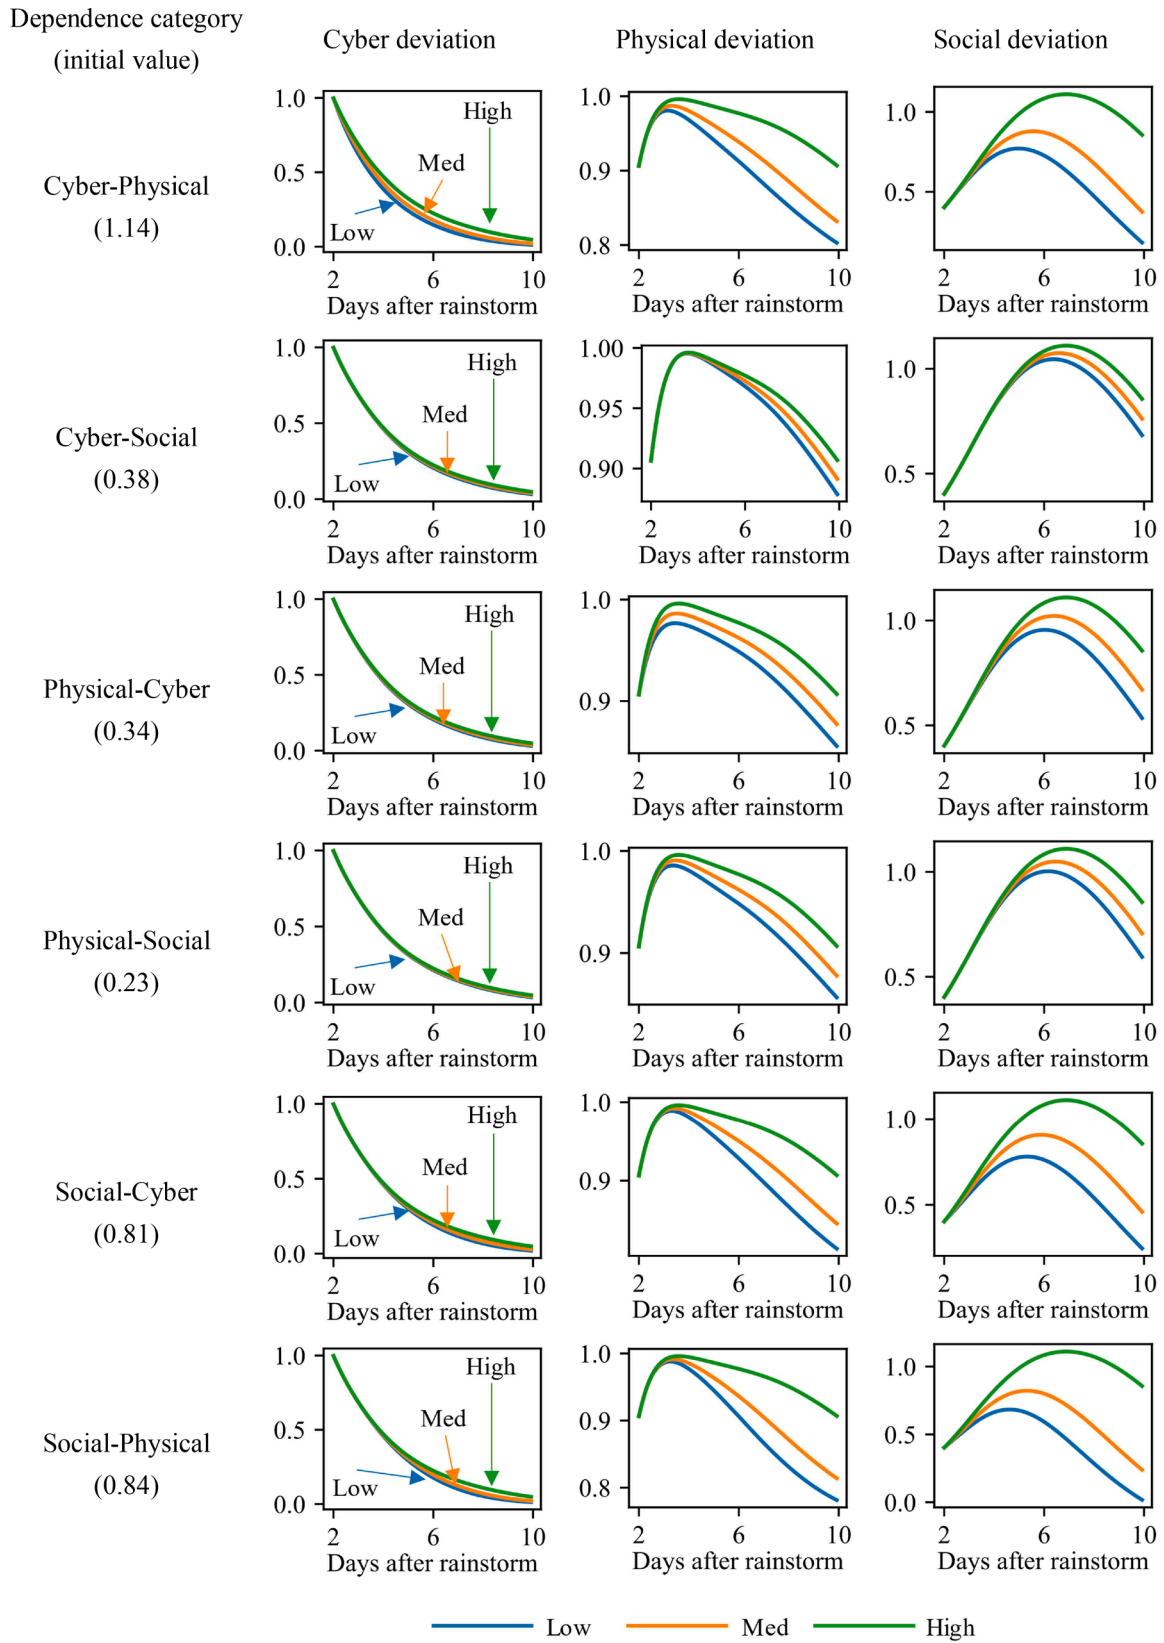 Dependence category
(initial value)
Cyber deviation
Physical deviation
Social deviation
Cyber-Physical
(1.14)
1.0
0.5
0.0
High
Med
Low
2 6 10
Days after rainstorm
1.0
0.9
0.8
2 6 10
Days after rainstorm
1.0
0.5
2 6 10
Days after rainstorm
Cyber-Social
(0.38)
1.0
0.5
0.0
High
Med
Low
2 6 10
Days after rainstorm
1.00
0.95
0.90
2 6 10
Days after rainstorm
1.0
0.5
2 6 10
Days after rainstorm
Physical-Cyber
(0.34)
1.0
0.5
0.0
High
Med
Low
2 6 10
Days after rainstorm
1.0
0.9
2 6 10
Days after rainstorm
1.0
0.5
2 6 10
Days after rainstorm
Physical-Social
(0.23)
1.0
0.5
0.0
High
Med
Low
2 6 10
Days after rainstorm
1.0
0.9
2 6 10
Days after rainstorm
1.0
0.5
2 6 10
Days after rainstorm
Social-Cyber
(0.81)
1.0
0.5
0.0
High
Med
Low
2 6 10
Days after rainstorm
1.0
0.9
2 6 10
Days after rainstorm
1.0
0.5
2 6 10
Days after rainstorm
Social-Physical
(0.84)
1.0
0.5
0.0
High
Med
Low
2 6 10
Days after rainstorm
1.0
0.9
0.8
2 6 10
Days after rainstorm
1.0
0.5
0.0
2 6 10
Days after rainstorm
Low Med High